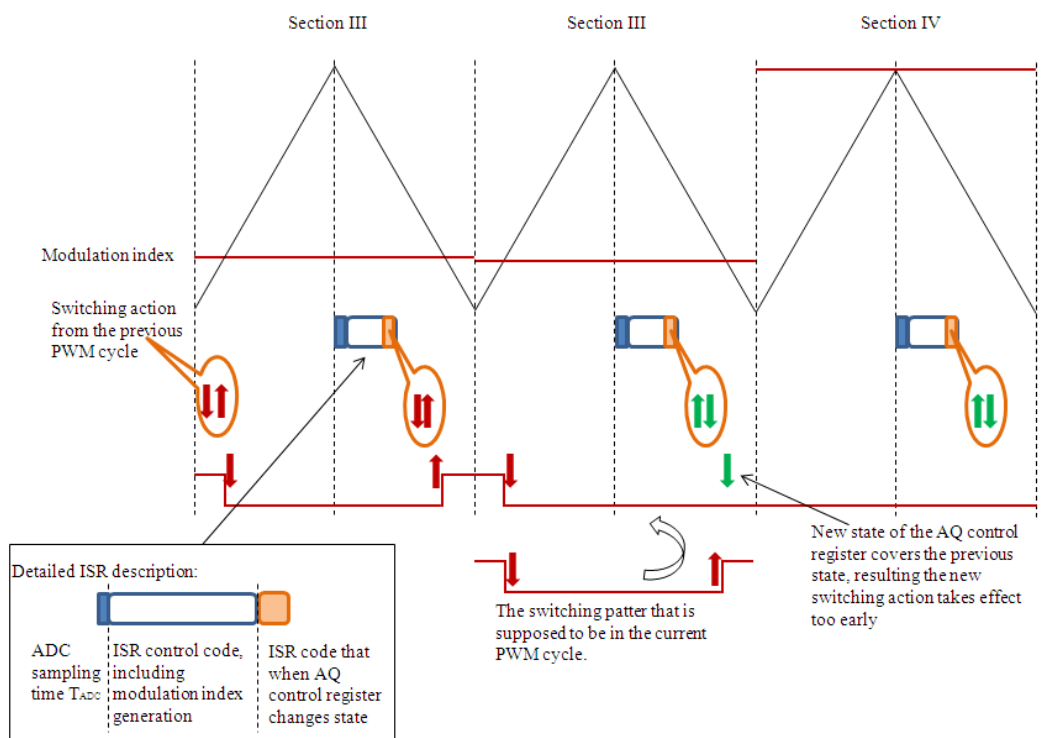 Section III
Section III
Section IV
Modulation index
Switching action
from the previous
PWM cycle
New state of the AQ control
register covers the previous
state, resulting the new
switching action takes effect
too early
The switching patter that is
supposed to be in the current
PWM cycle.
Detailed ISR description:
ADC
sampling
time TADC
ISR control code,
including
modulation index
generation
ISR code that
when AQ
control register
changes state